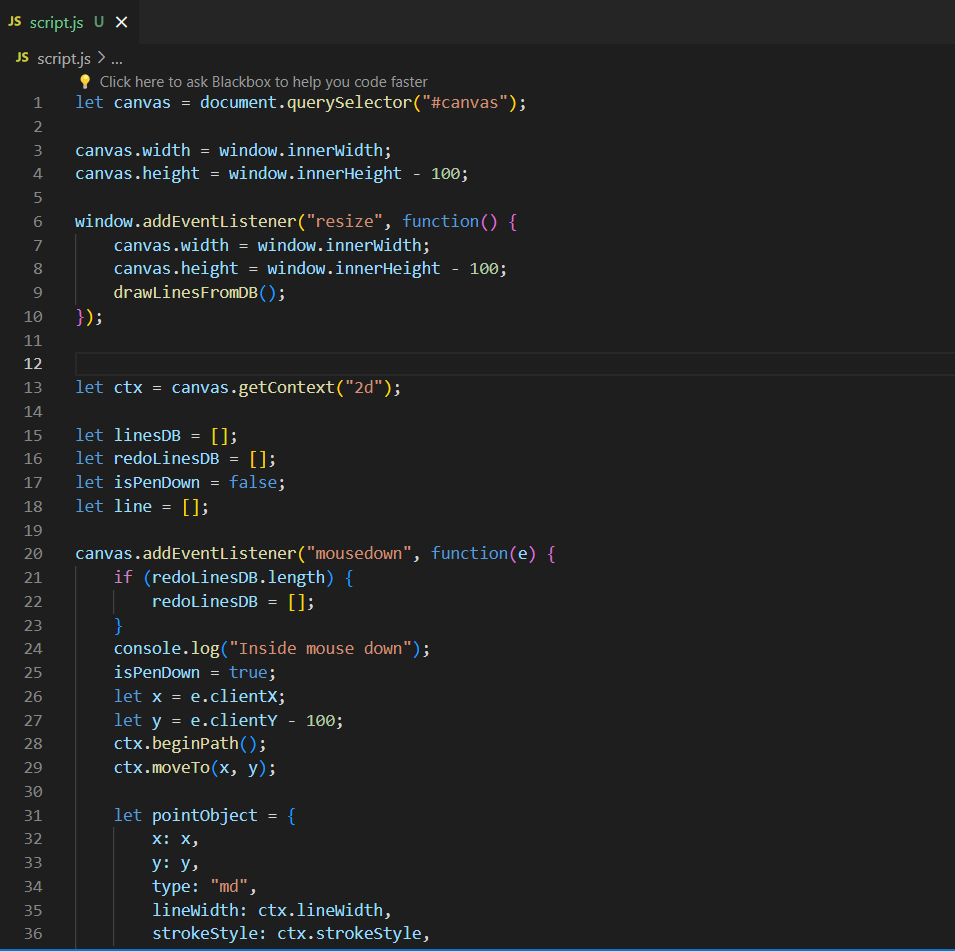 JS script.js U ×
JS script.js > ...
Click here to ask Blackbox to help you code faster
1 let canvas = document.querySelector("#canvas");
2
3 canvas.width = window.innerWidth;
4 canvas.height = window.innerHeight - 100;
5
6 window.addEventListener("resize", function() {
7     canvas.width = window.innerWidth;
8     canvas.height = window.innerHeight - 100;
9     drawLinesFromDB();
10 });
11
12
13 let ctx = canvas.getContext("2d");
14
15 let linesDB = [];
16 let redoLinesDB = [];
17 let isPenDown = false;
18 let line = [];
19
20 canvas.addEventListener("mousedown", function(e) {
21     if (redoLinesDB.length) {
22         redoLinesDB = [];
23     }
24     console.log("Inside mouse down");
25     isPenDown = true;
26     let x = e.clientX;
27     let y = e.clientY - 100;
28     ctx.beginPath();
29     ctx.moveTo(x, y);
30
31     let pointObject = {
32         x: x,
33         y: y,
34         type: "md",
35         lineWidth: ctx.lineWidth,
36         strokeStyle: ctx.strokeStyle,